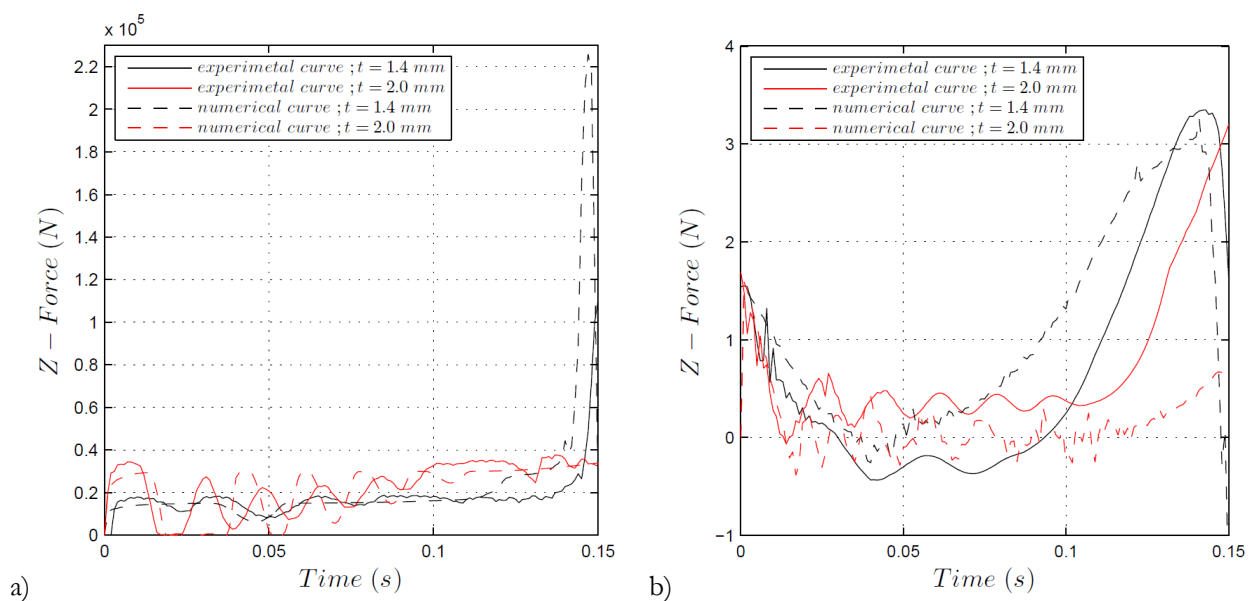 a)
x 10⁵
2.2
2
1.8
1.6
1.4
1.2
1
0.8
0.6
0.4
0.2
0
0
0.05
0.1
0.15
Z − Force (N)
Time (s)
experimetal curve ; t = 1.4 mm
experimetal curve ; t = 2.0 mm
numerical curve ; t = 1.4 mm
numerical curve ; t = 2.0 mm
b)
4
3
2
1
0
−1
0
0.05
0.1
0.15
Z − Force (N)
Time (s)
experimental curve ; t = 1.4 mm
experimental curve ; t = 2.0 mm
numerical curve ; t = 1.4 mm
numerical curve ; t = 2.0 mm